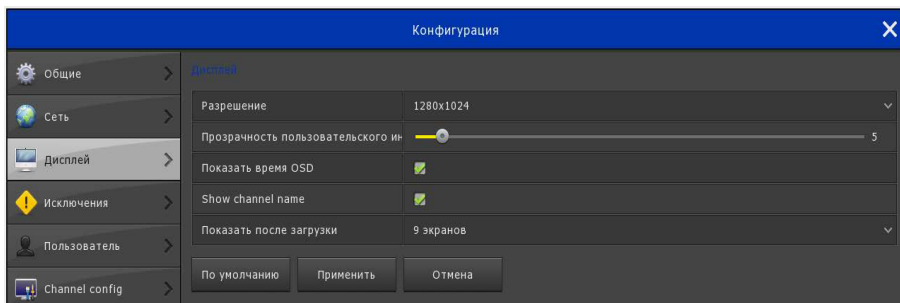 Конфигурация
Общие
Сеть
Дисплей
Исключения
Пользователь
Channel config
Дисплей
Разрешение 1280x1024
Прозрачность пользовательского ин 5
Показать время OSD
Show channel name
Показать после загрузки 9 экранов
По умолчанию Применить Отмена